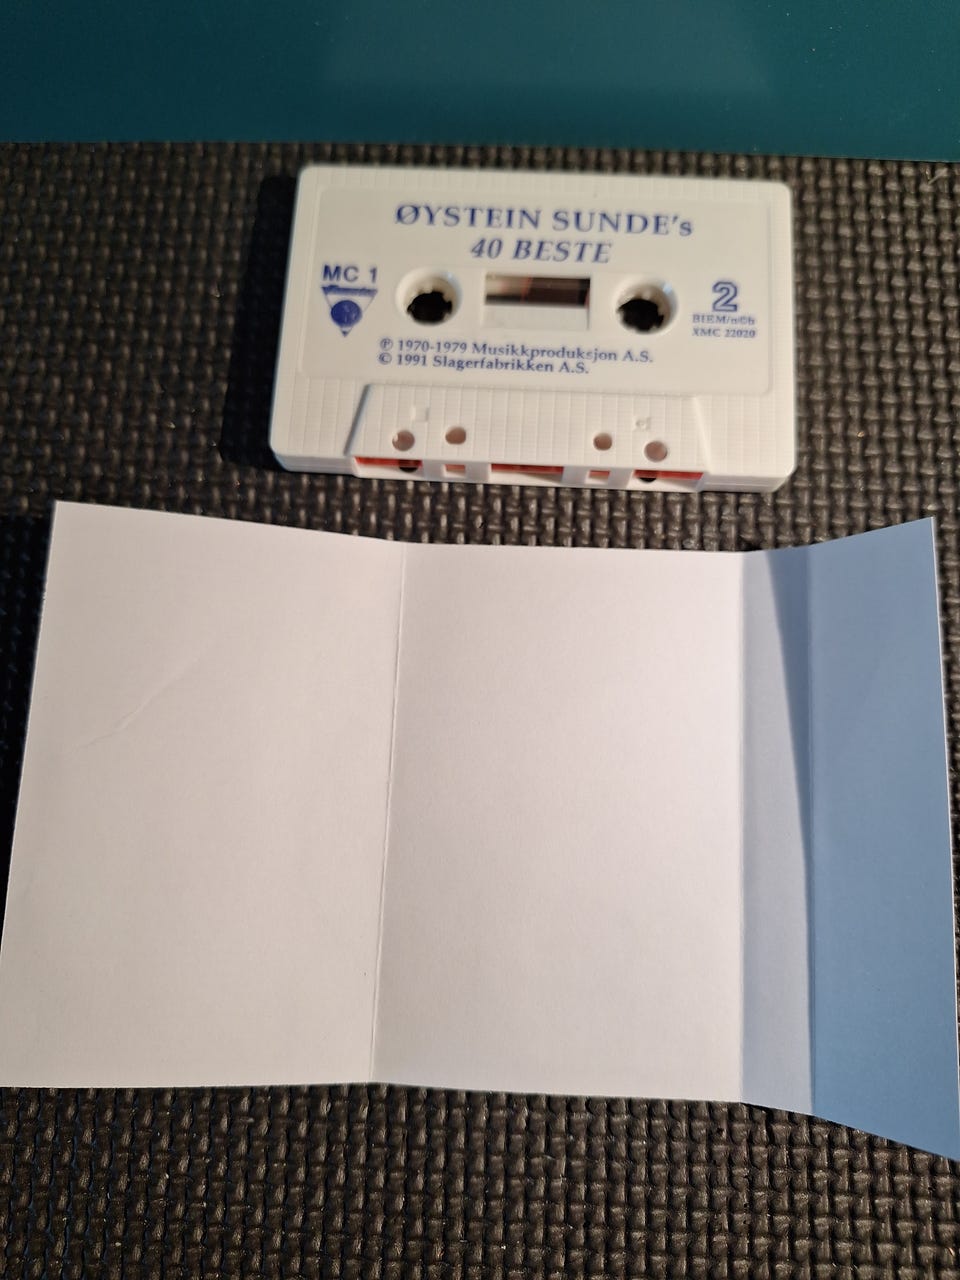 ØYSTEIN SUNDE's
40 BESTE
MC 1
2
BIEM/n©b
XMC 22020
℗ 1970-1979 Musikkproduksjon A.S.
© 1991 Slagerfabrikken A.S.